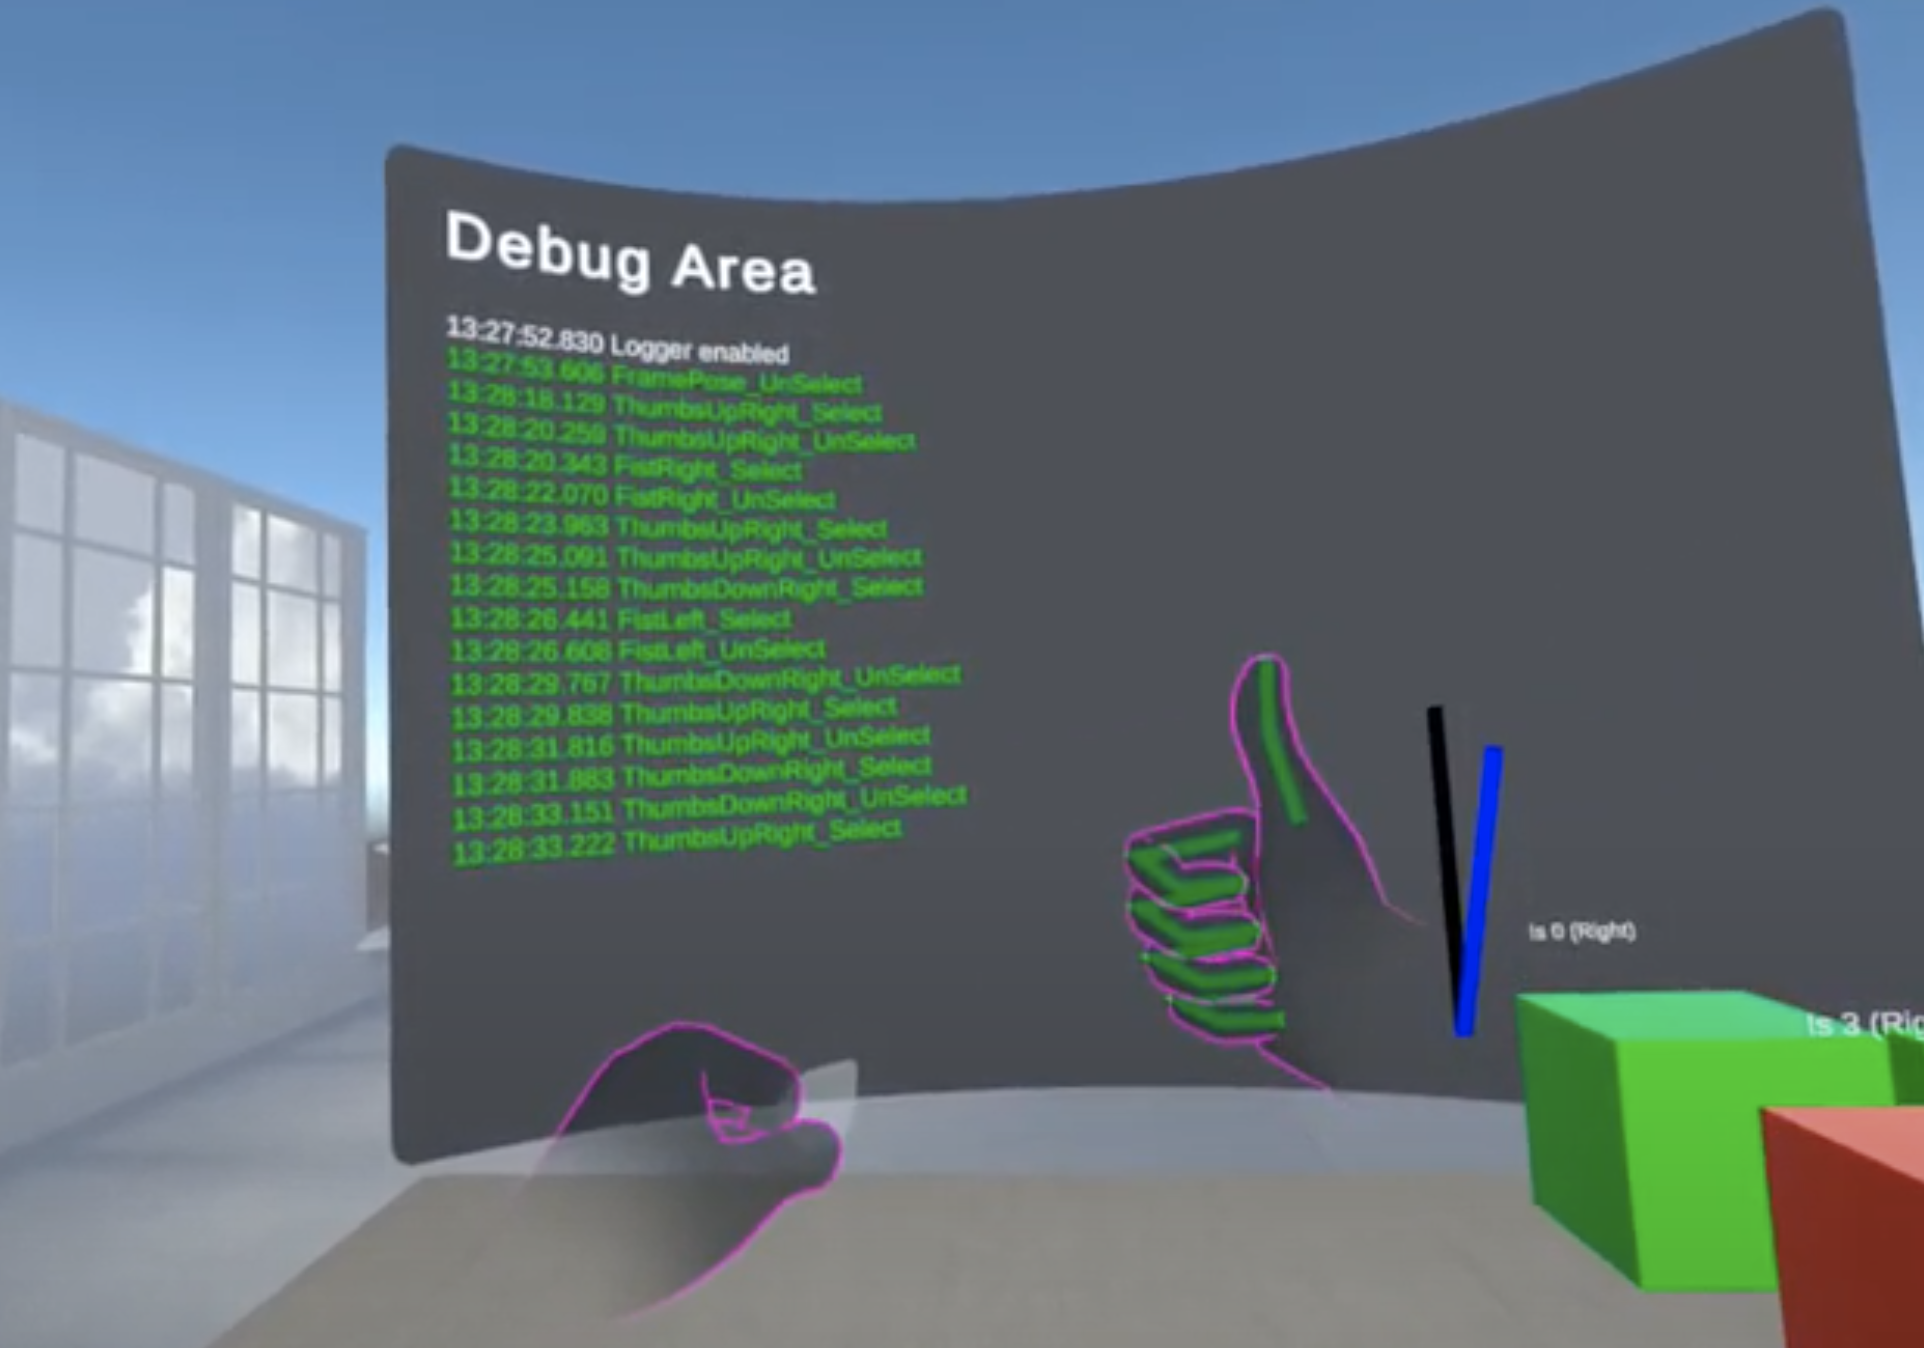 Debug Area
13:27:52.830 Logger enabled
13:27:53.606 FramePose_UnSelect
13:28:18.129 ThumbsUpRight_Select
13:28:20.259 ThumbsUpRight_UnSelect
13:28:20.343 FistRight_Select
13:28:22.070 FistRight_UnSelect
13:28:23.963 ThumbsUpRight_Select
13:28:25.091 ThumbsUpRight_UnSelect
13:28:25.158 ThumbsDownRight_Select
13:28:26.441 FistLeft_Select
13:28:26.608 FistLeft_UnSelect
13:28:29.767 ThumbsDownRight_UnSelect
13:28:29.838 ThumbsUpRight_Select
13:28:31.816 ThumbsUpRight_UnSelect
13:28:31.883 ThumbsDownRight_Select
13:28:33.151 ThumbsDownRight_UnSelect
13:28:33.222 ThumbsUpRight_Select
Is 0 (Right)
Is 3 (Rig